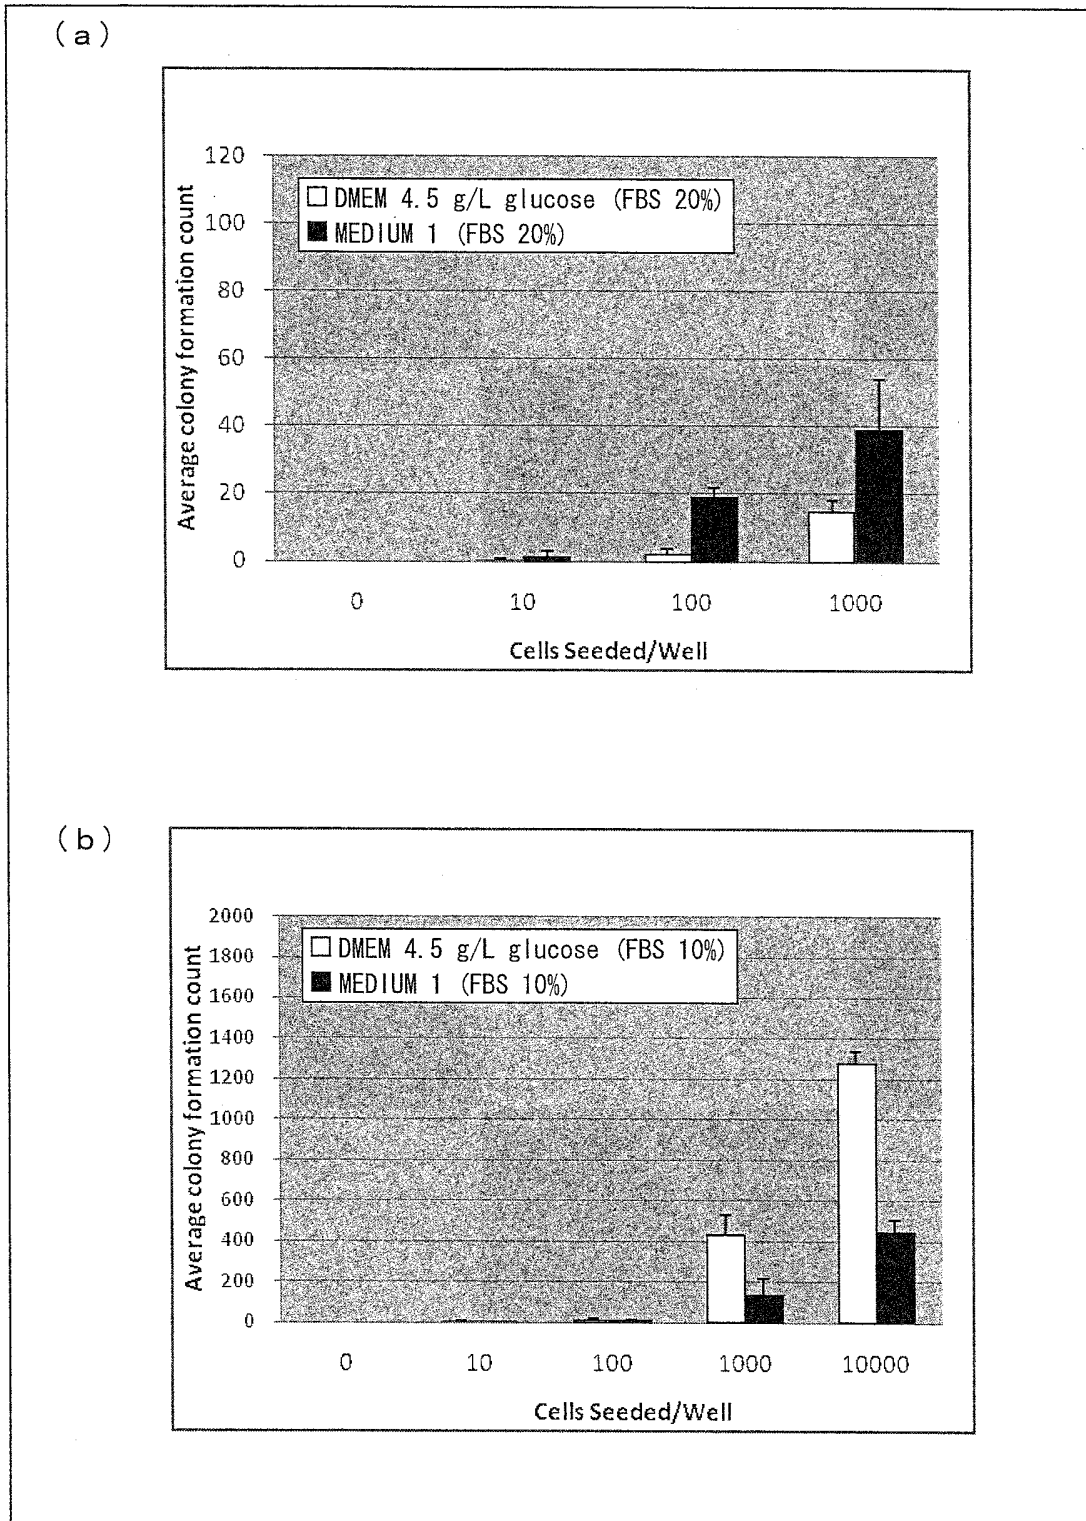 (a)
120
100
80
60
40
20
0
Average colony formation count
DMEM 4.5 g/L glucose (FBS 20%)
MEDIUM 1 (FBS 20%)
0 10 100 1000
Cells Seeded/Well
(b)
2000
1800
1600
1400
1200
1000
800
600
400
200
0
Average colony formation count
DMEM 4.5 g/L glucose (FBS 10%)
MEDIUM 1 (FBS 10%)
0 10 100 1000 10000
Cells Seeded/Well